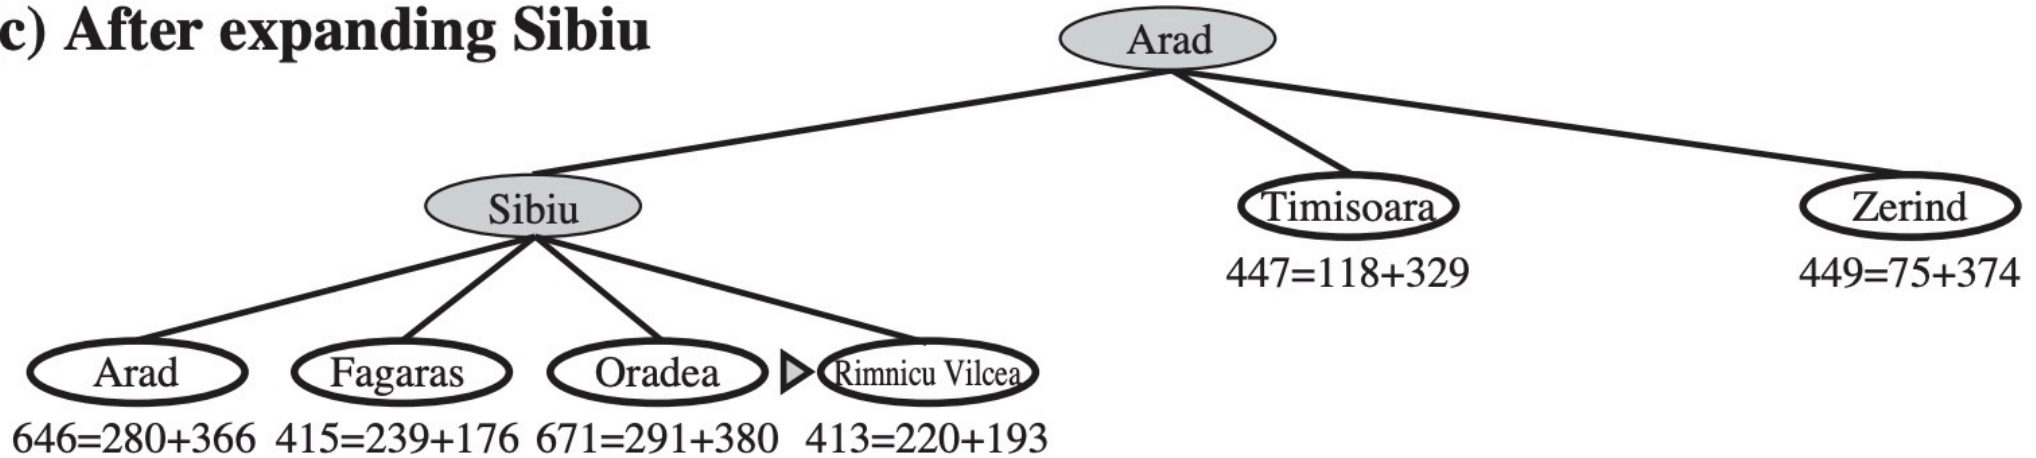 c) After expanding Sibiu
Arad
Sibiu
Timisoara
Zerind
447=118+329
449=75+374
Arad
Fagaras
Oradea
Rimnicu Vilcea
646=280+366
415=239+176
671=291+380
413=220+193